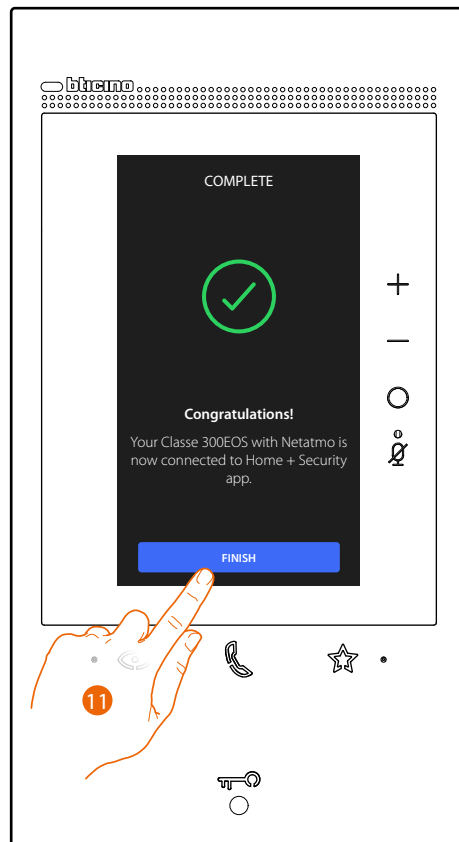 bticino
COMPLETE
Congratulations!
Your Classe 300EOS with Netatmo is
now connected to Home + Security
app.
FINISH
11